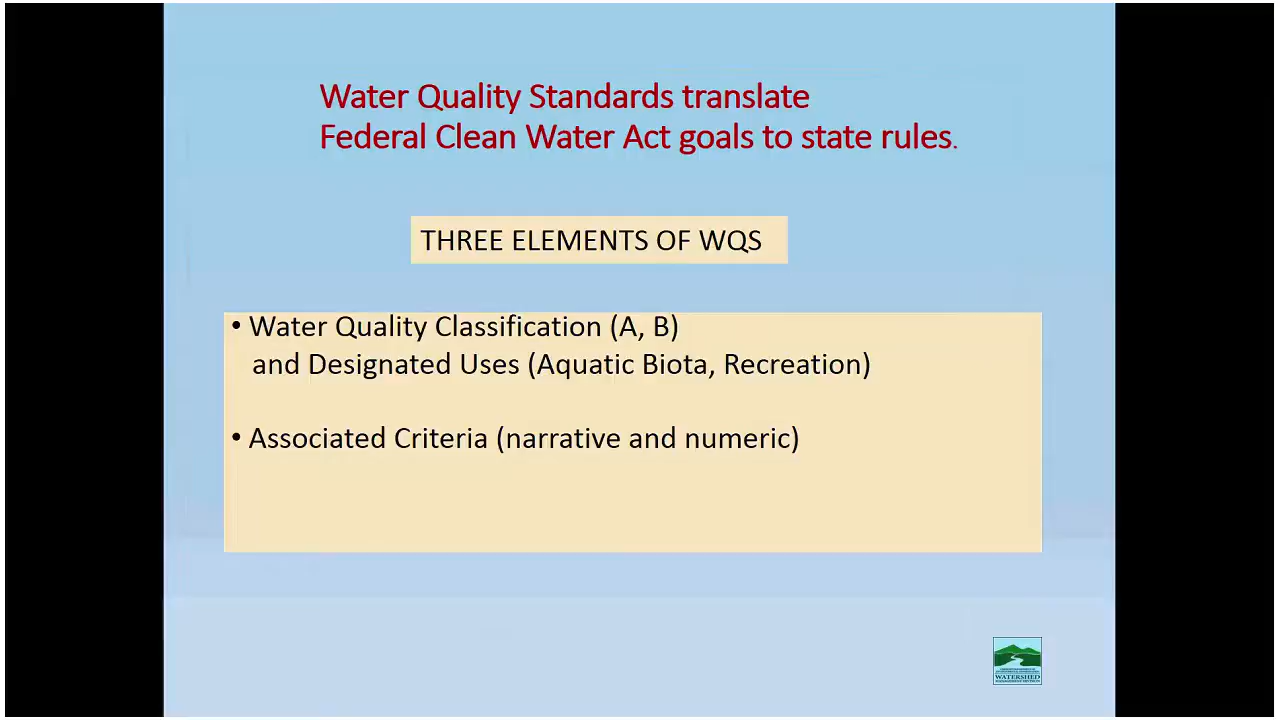 Water Quality Standards translate
Federal Clean Water Act goals to state rules.
THREE ELEMENTS OF WQS
• Water Quality Classification (A, B)
and Designated Uses (Aquatic Biota, Recreation)
• Associated Criteria (narrative and numeric)
WATERSHED